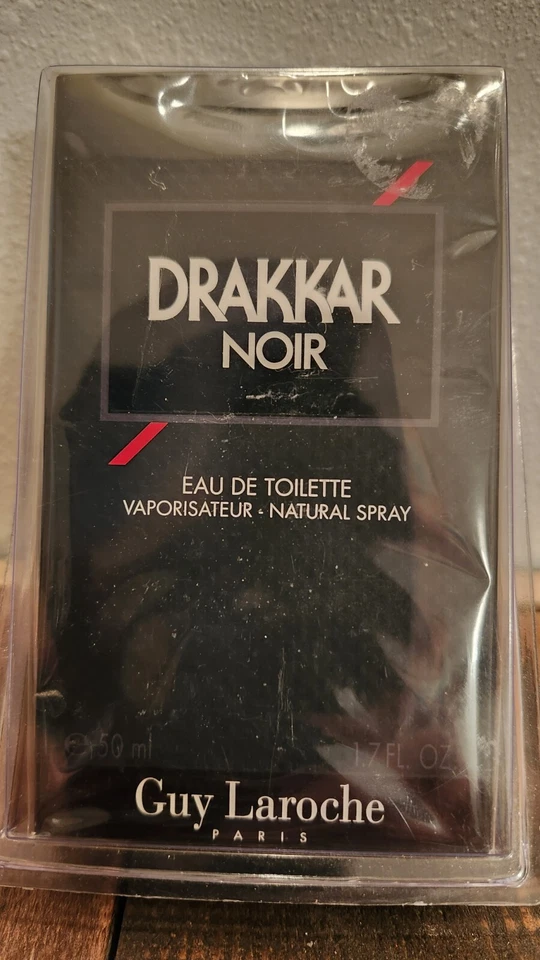 DRAKKAR
NOIR
EAU DE TOILETTE
VAPORISATEUR - NATURAL SPRAY
℮ 50 ml 1.7 FL. OZ.
Guy Laroche
PARIS